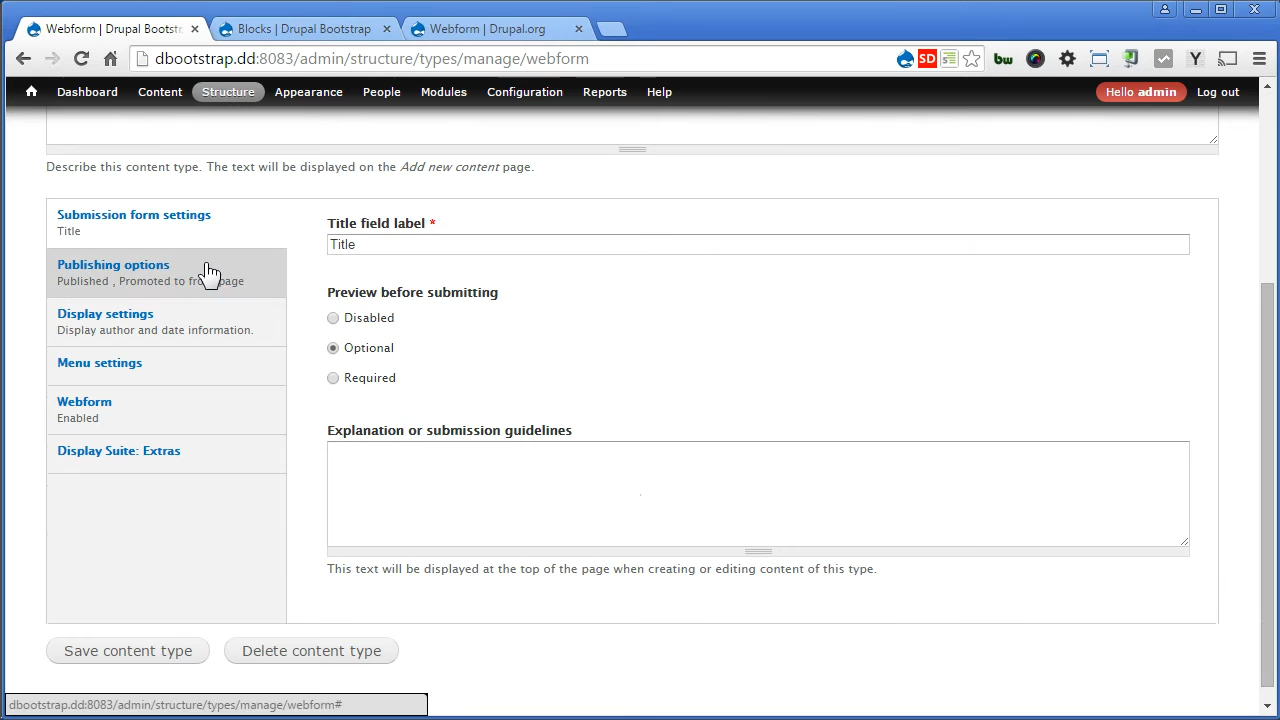 Webform | Drupal Bootstr
Blocks | Drupal Bootstrap
Webform | Drupal.org
dbootstrap.dd:8083/admin/structure/types/manage/webform
SD
bw
Y
Dashboard Content Structure Appearance People Modules Configuration Reports Help Hello admin Log out
Describe this content type. The text will be displayed on the Add new content page.
Submission form settings
Title
Publishing options
Published , Promoted to fr page
Display settings
Display author and date information.
Menu settings
Webform
Enabled
Display Suite: Extras
Title field label *
Title
Preview before submitting
Disabled
Optional
Required
Explanation or submission guidelines
This text will be displayed at the top of the page when creating or editing content of this type.
Save content type Delete content type
dbootstrap.dd:8083/admin/structure/types/manage/webform#